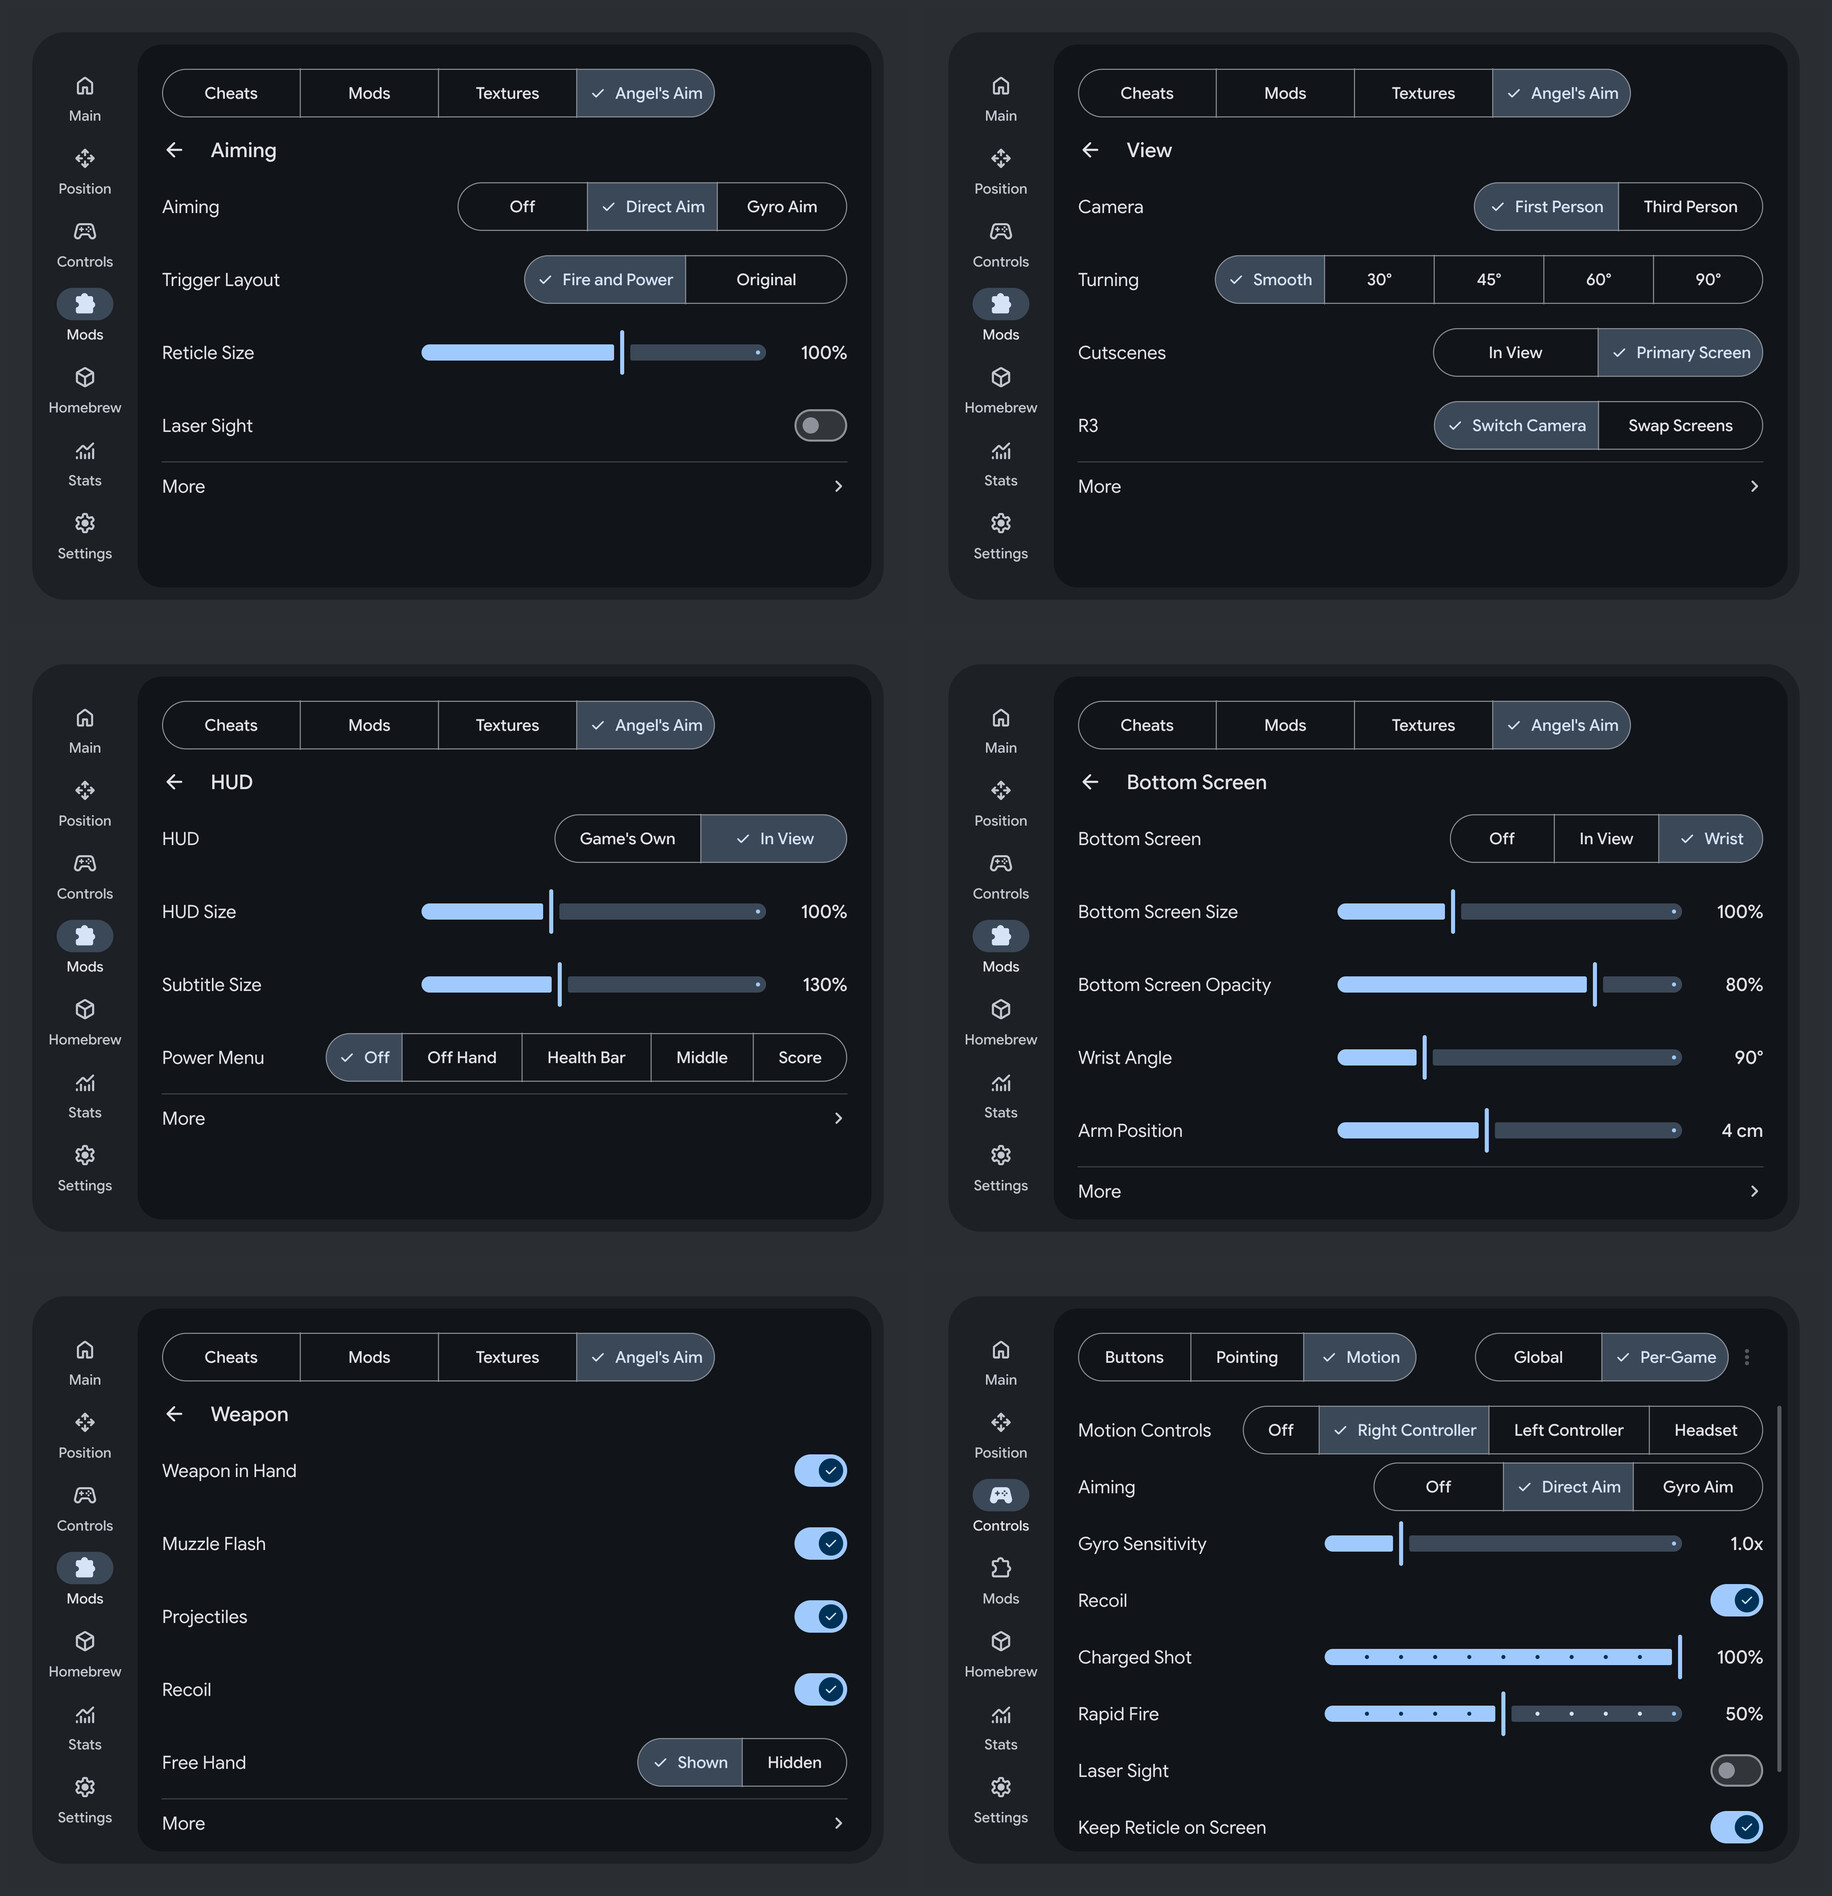 Main
Position
Controls
Mods
Homebrew
Stats
Settings
Cheats Mods Textures Angel's Aim
Aiming
Aiming Off Direct Aim Gyro Aim
Trigger Layout Fire and Power Original
Reticle Size 100%
Laser Sight
More
Main
Position
Controls
Mods
Homebrew
Stats
Settings
Cheats Mods Textures Angel's Aim
View
Camera First Person Third Person
Turning Smooth 30° 45° 60° 90°
Cutscenes In View Primary Screen
R3 Switch Camera Swap Screens
More
Main
Position
Controls
Mods
Homebrew
Stats
Settings
Cheats Mods Textures Angel's Aim
HUD
HUD Game's Own In View
HUD Size 100%
Subtitle Size 130%
Power Menu Off Off Hand Health Bar Middle Score
More
Main
Position
Controls
Mods
Homebrew
Stats
Settings
Cheats Mods Textures Angel's Aim
Bottom Screen
Bottom Screen Off In View Wrist
Bottom Screen Size 100%
Bottom Screen Opacity 80%
Wrist Angle 90°
Arm Position 4 cm
More
Main
Position
Controls
Mods
Homebrew
Stats
Settings
Cheats Mods Textures Angel's Aim
Weapon
Weapon in Hand
Muzzle Flash
Projectiles
Recoil
Free Hand Shown Hidden
More
Main
Position
Controls
Mods
Homebrew
Stats
Settings
Buttons Pointing Motion Global Per-Game
Motion Controls Off Right Controller Left Controller Headset
Aiming Off Direct Aim Gyro Aim
Gyro Sensitivity 1.0x
Recoil
Charged Shot 100%
Rapid Fire 50%
Laser Sight
Keep Reticle on Screen